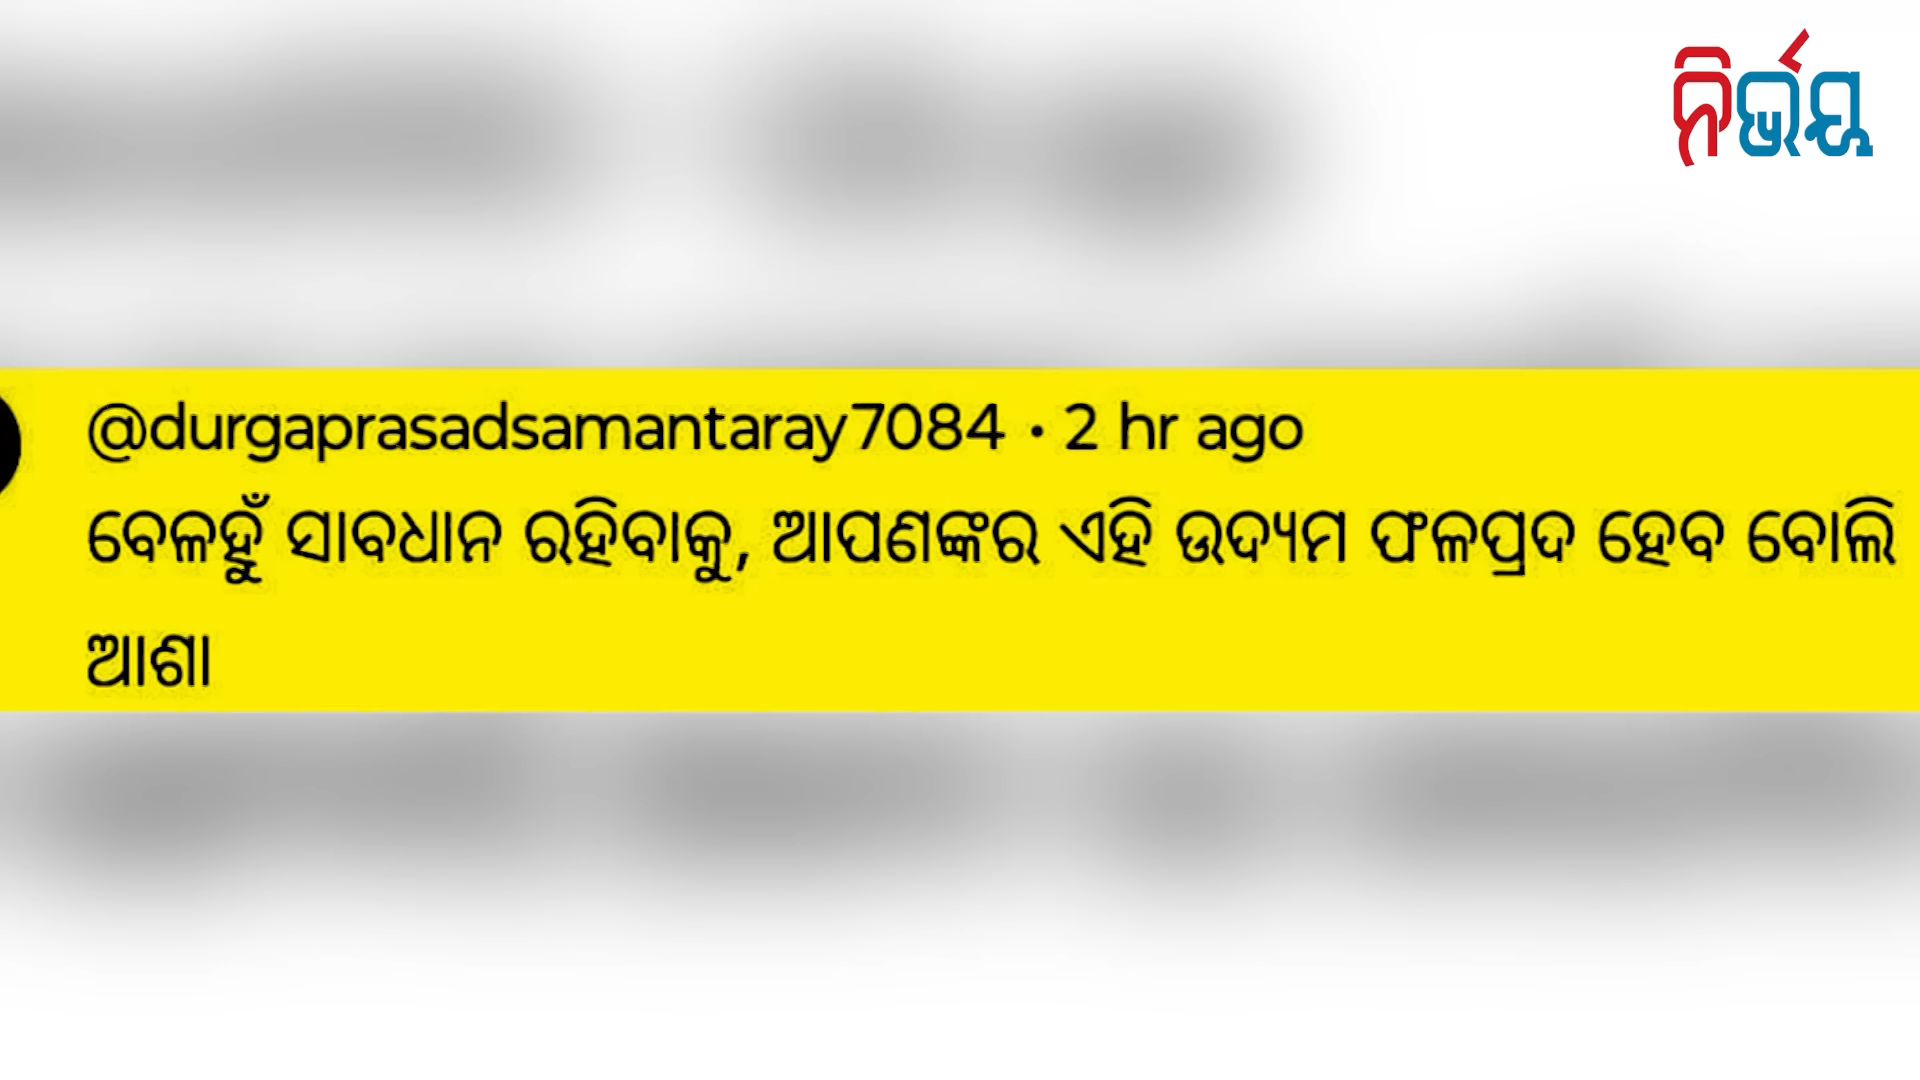 ନିର୍ଭୟ
@durgaprasadsamantaray7084 • 2 hr ago
ବେଳହୁଁ ସାବଧାନ ରହିବାକୁ, ଆପଣଙ୍କର ଏହି ଉଦ୍ୟମ ଫଳପ୍ରଦ ହେବ ବୋଲି
ଆଶା